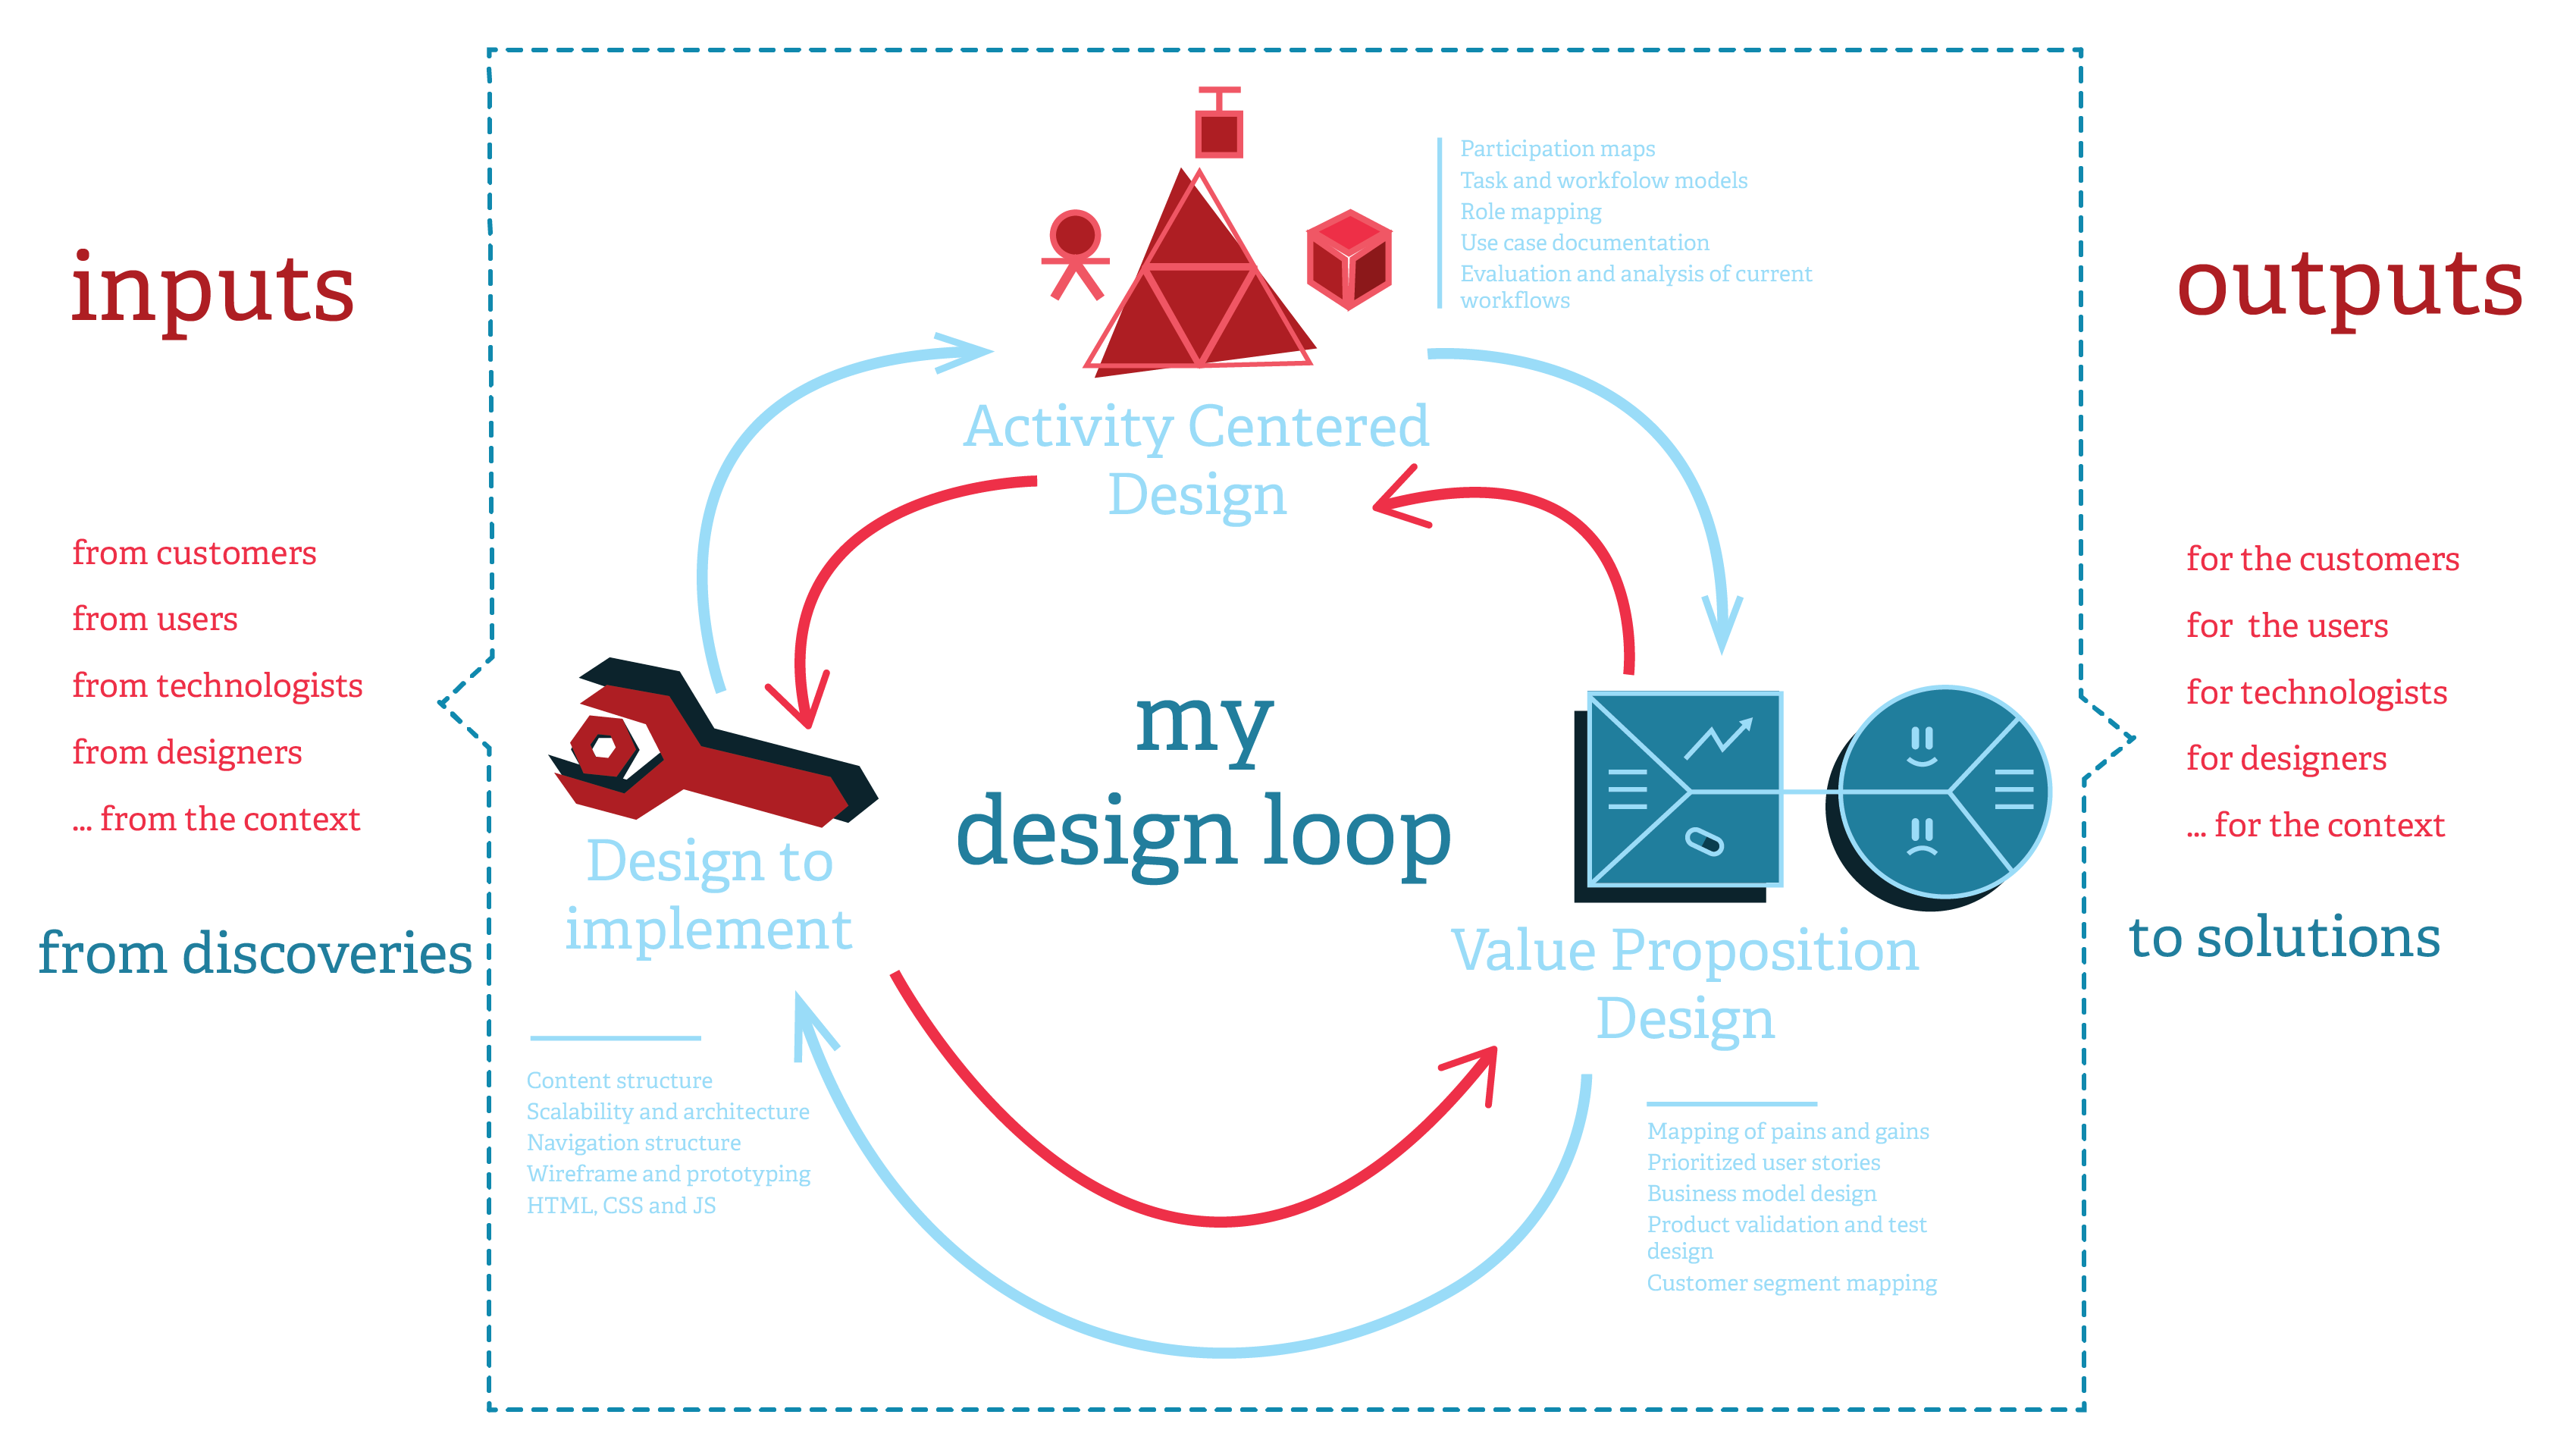 inputs
from customers
from users
from technologists
from designers
... from the context
from discoveries
Participation maps
Task and workfolow models
Role mapping
Use case documentation
Evaluation and analysis of current
workflows
Activity Centered
Design
my
design loop
Design to
implement
Content structure
Scalability and architecture
Navigation structure
Wireframe and prototyping
HTML, CSS and JS
Value Proposition
Design
Mapping of pains and gains
Prioritized user stories
Business model design
Product validation and test
design
Customer segment mapping
outputs
for the customers
for  the users
for technologists
for designers
... for the context
to solutions